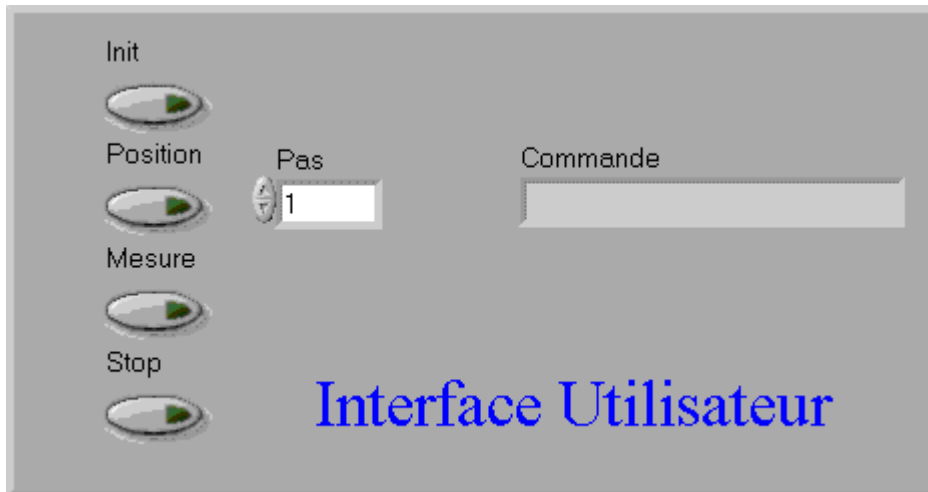 Init
Position
Pas
Commande
1
Mesure
Stop
Interface Utilisateur